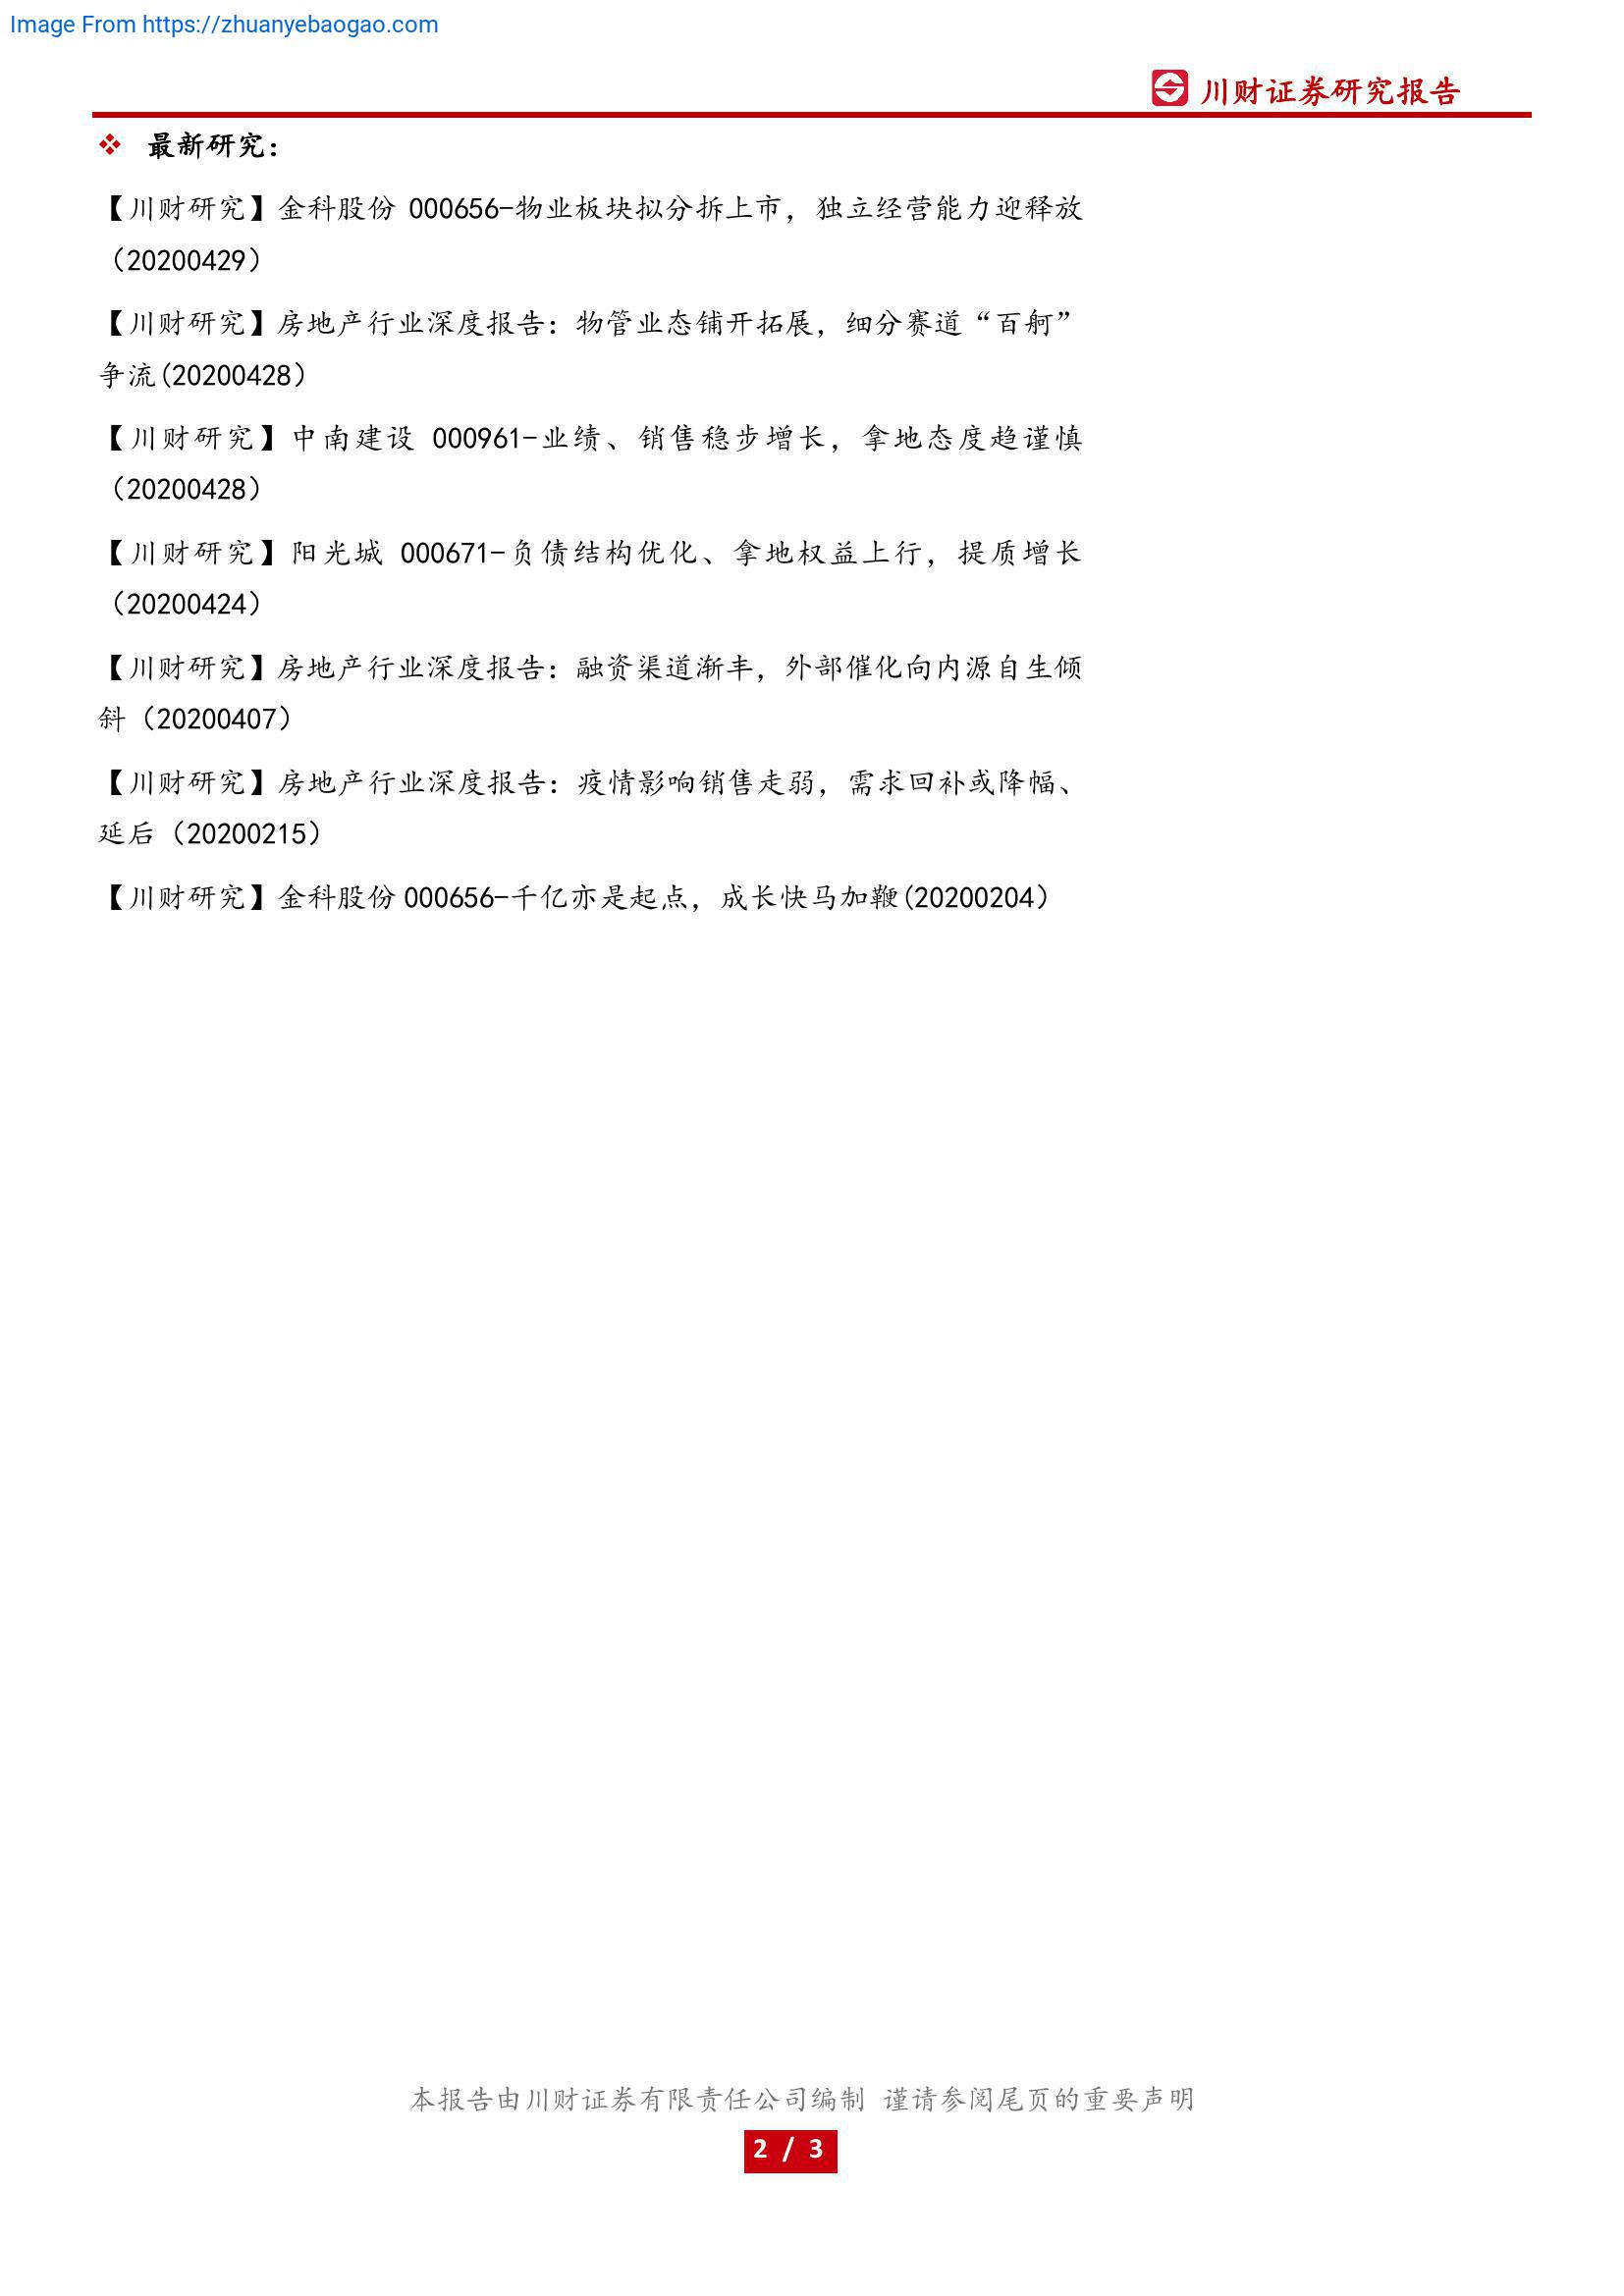 Image From https://zhuanyebaogao.com
川财证券研究报告
❖ 最新研究：
【川财研究】金科股份 000656-物业板块拟分拆上市，独立经营能力迎释放
（20200429）
【川财研究】房地产行业深度报告：物管业态铺开拓展，细分赛道“百舸”
争流(20200428）
【川财研究】中南建设 000961-业绩、销售稳步增长，拿地态度趋谨慎
（20200428）
【川财研究】阳光城 000671-负债结构优化、拿地权益上行，提质增长
（20200424）
【川财研究】房地产行业深度报告：融资渠道渐丰，外部催化向内源自生倾
斜（20200407）
【川财研究】房地产行业深度报告：疫情影响销售走弱，需求回补或降幅、
延后（20200215）
【川财研究】金科股份 000656-千亿亦是起点，成长快马加鞭(20200204）
本报告由川财证券有限责任公司编制 谨请参阅尾页的重要声明
2 / 3